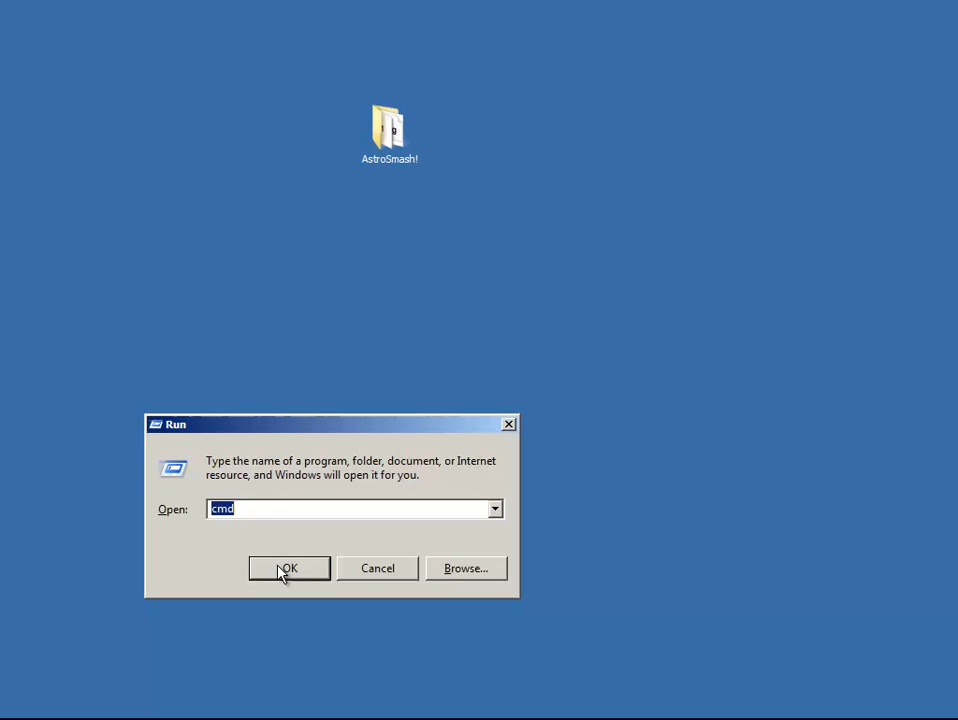 AstroSmash!
Run
Type the name of a program, folder, document, or Internet
resource, and Windows will open it for you.
Open:
cmd
OK
Cancel
Browse...